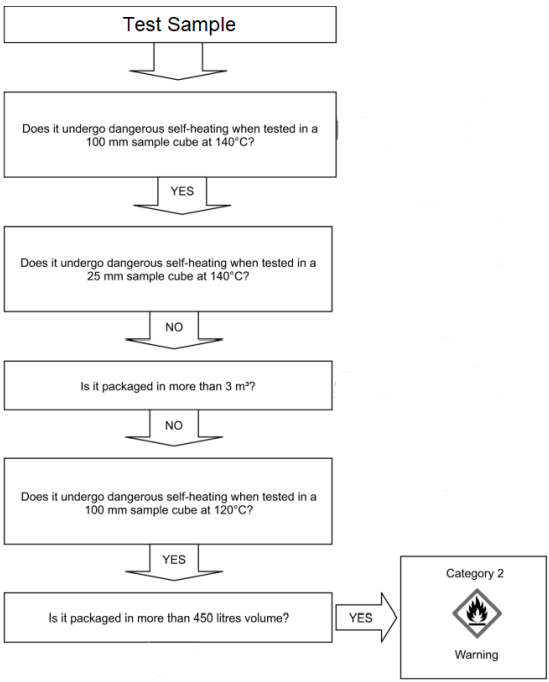 Test Sample
Does it undergo dangerous self-heating when tested in a
100 mm sample cube at 140°C?
YES
Does it undergo dangerous self-heating when tested in a
25 mm sample cube at 140°C?
NO
Is it packaged in more than 3 m³?
NO
Does it undergo dangerous self-heating when tested in a
100 mm sample cube at 120°C?
YES
Is it packaged in more than 450 litres volume?
YES
Category 2
Warning